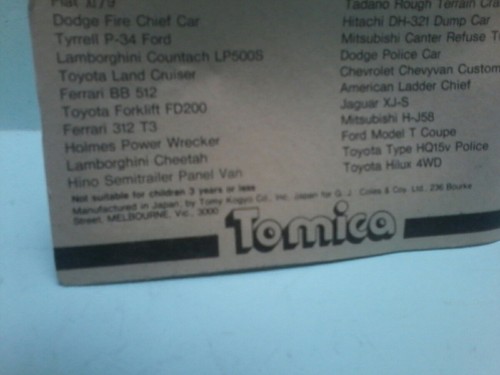 Fiat X1/9
Dodge Fire Chief Car
Tyrrell P-34 Ford
Lamborghini Countach LP500S
Toyota Land Cruiser
Ferrari BB 512
Toyota Forklift FD200
Ferrari 312 T3
Holmes Power Wrecker
Lamborghini Cheetah
Hino Semitrailer Panel Van
Tadano Rough Terrain Cra
Hitachi DH-321 Dump Car
Mitsubishi Canter Refuse T
Dodge Police Car
Chevrolet Chevyvan Custom
American Ladder Chief
Jaguar XJ-S
Mitsubishi H-J58
Ford Model T Coupe
Toyota Type HQ15v Police
Toyota Hilux 4WD
Not suitable for children 3 years or less
Manufactured in Japan, by Tomy Kogyo Co., Inc. Japan for G. J. Coles & Coy. Ltd., 236 Bourke
Street, MELBOURNE, Vic., 3000
Tomica